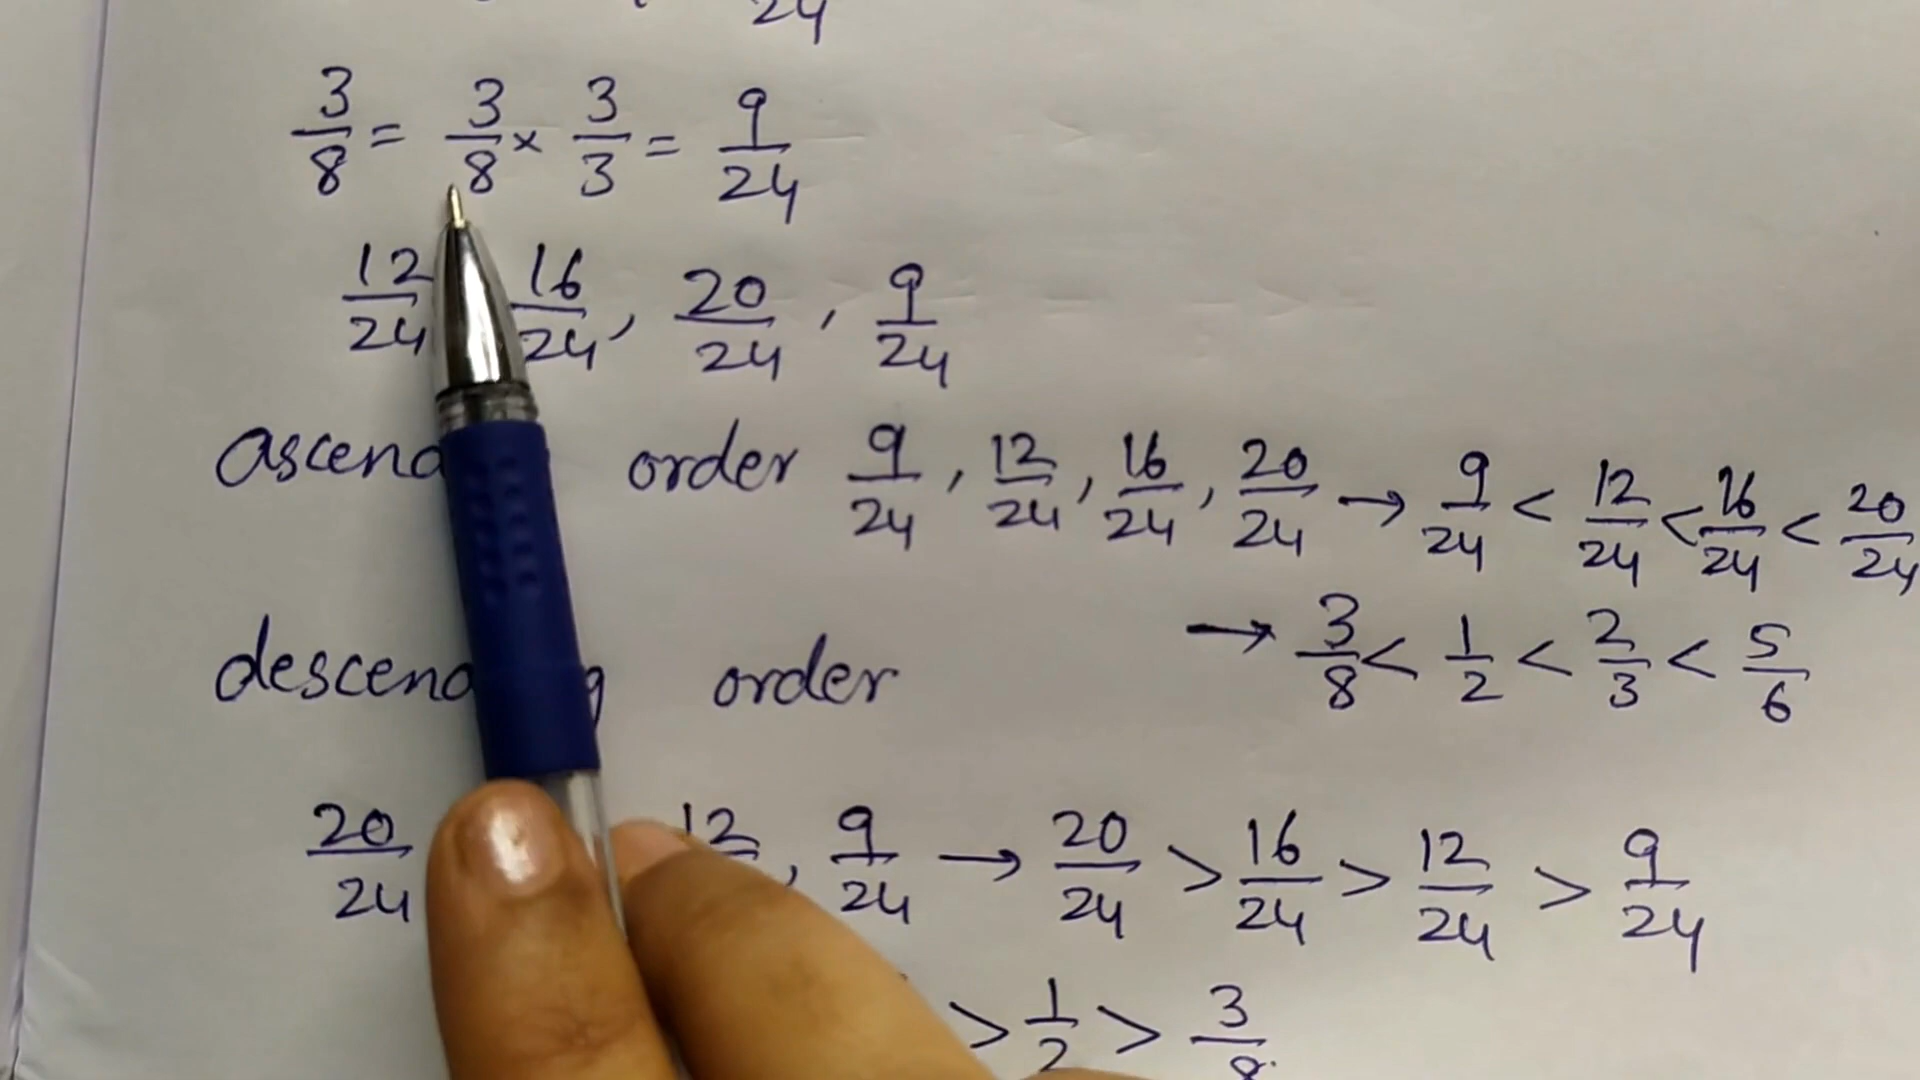 24
3/8 = 3/8 × 3/3 = 9/24
12/24 16/24, 20/24, 9/24
order 9/24, 12/24, 16/24, 20/24 → 9/24 < 12/24 < 16/24 < 20/24
→ 3/8 < 1/2 < 2/3 < 5/6
order
20/24 , 9/24 → 20/24 > 16/24 > 12/24 > 9/24
> 1/2 > 3/8